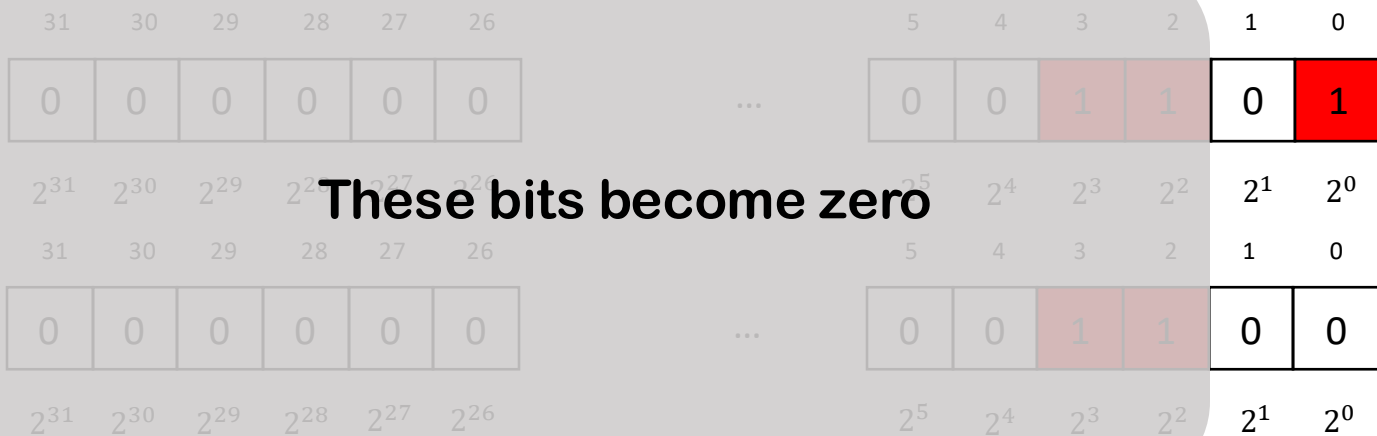 31 30 29 28 27 26 5 4 3 2 1 0
0 0 0 0 0 0 ... 0 0 1 1 0 1
2³¹ 2³⁰ 2²⁹ 2²⁸ 2²⁷ 2²⁶ 2⁵ 2⁴ 2³ 2² 2¹ 2⁰
These bits become zero
31 30 29 28 27 26 5 4 3 2 1 0
0 0 0 0 0 0 ... 0 0 1 1 0 0
2³¹ 2³⁰ 2²⁹ 2²⁸ 2²⁷ 2²⁶ 2⁵ 2⁴ 2³ 2² 2¹ 2⁰